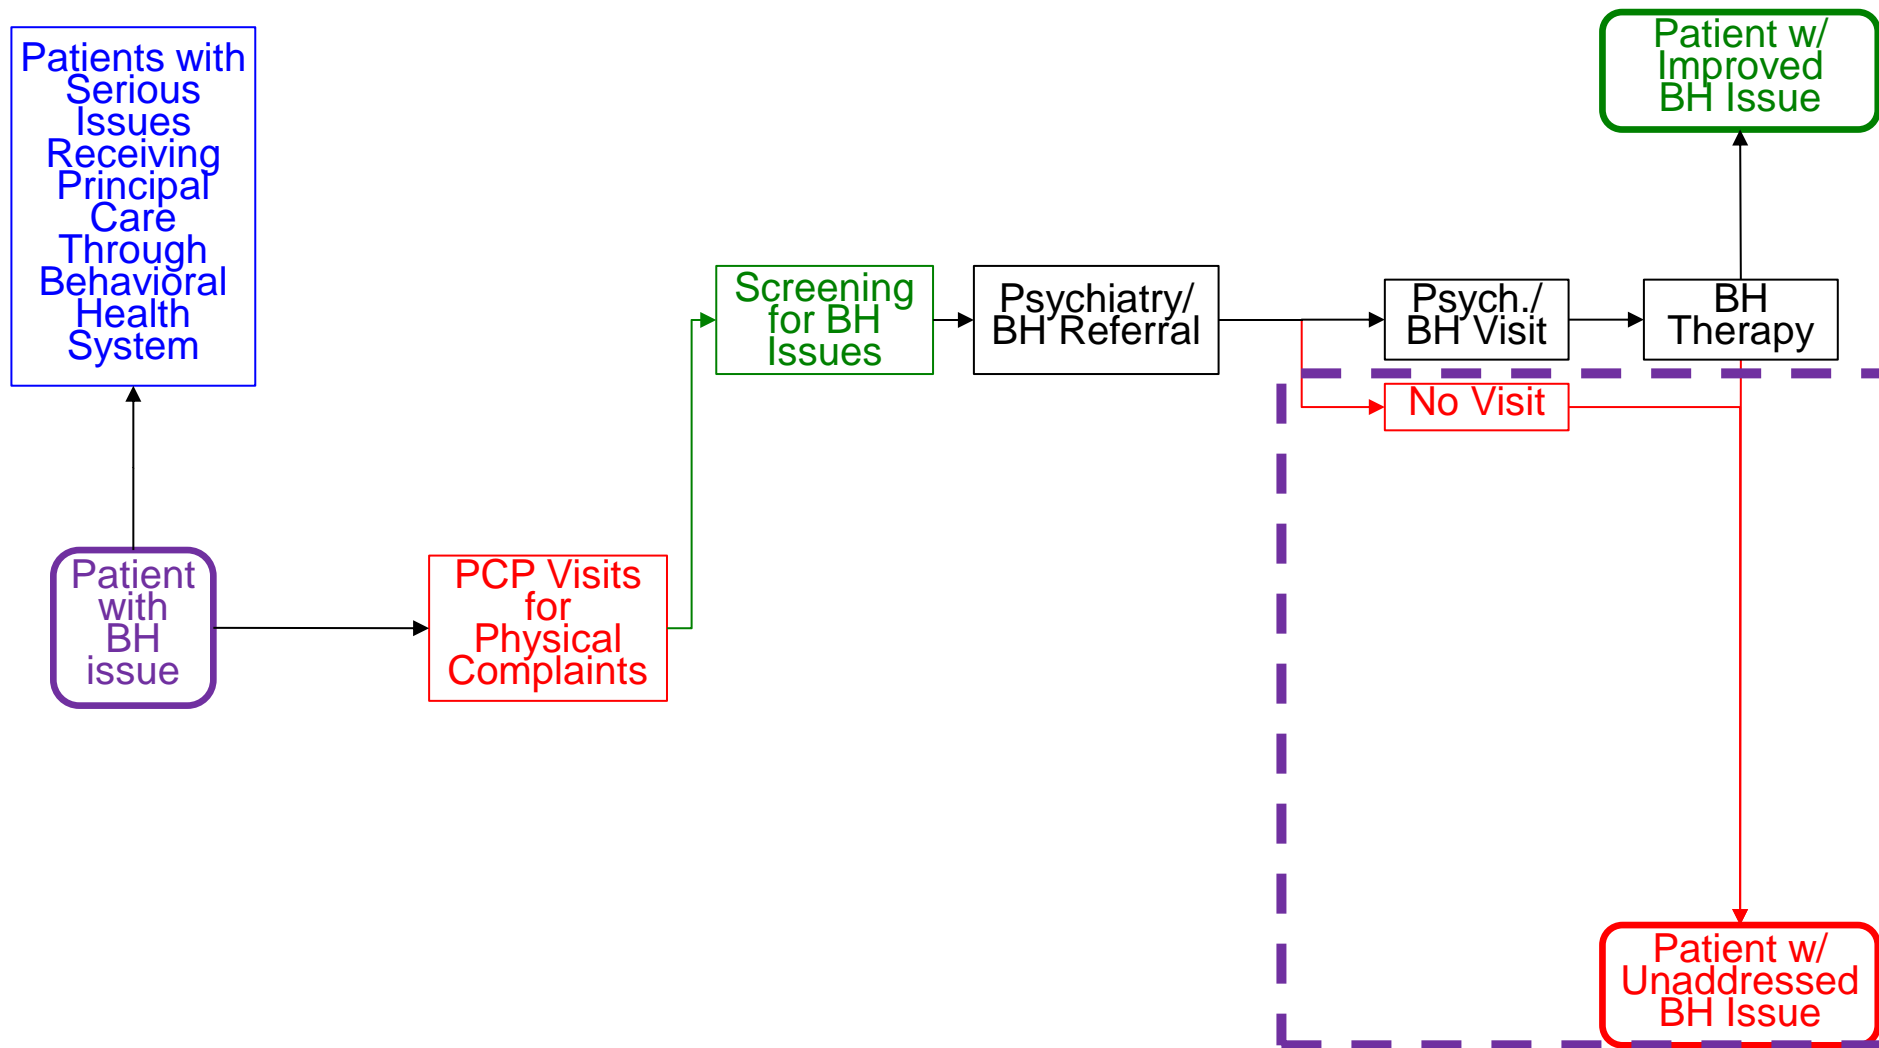 Patients with
Serious
Issues
Receiving
Principal
Care
Through
Behavioral
Health
System
Patient
with
BH
issue
PCP Visits
for
Physical
Complaints
Screening
for BH
Issues
Psychiatry/
BH Referral
Psych./
BH Visit
No Visit
BH
Therapy
Patient w/
Improved
BH Issue
Patient w/
Unaddressed
BH Issue